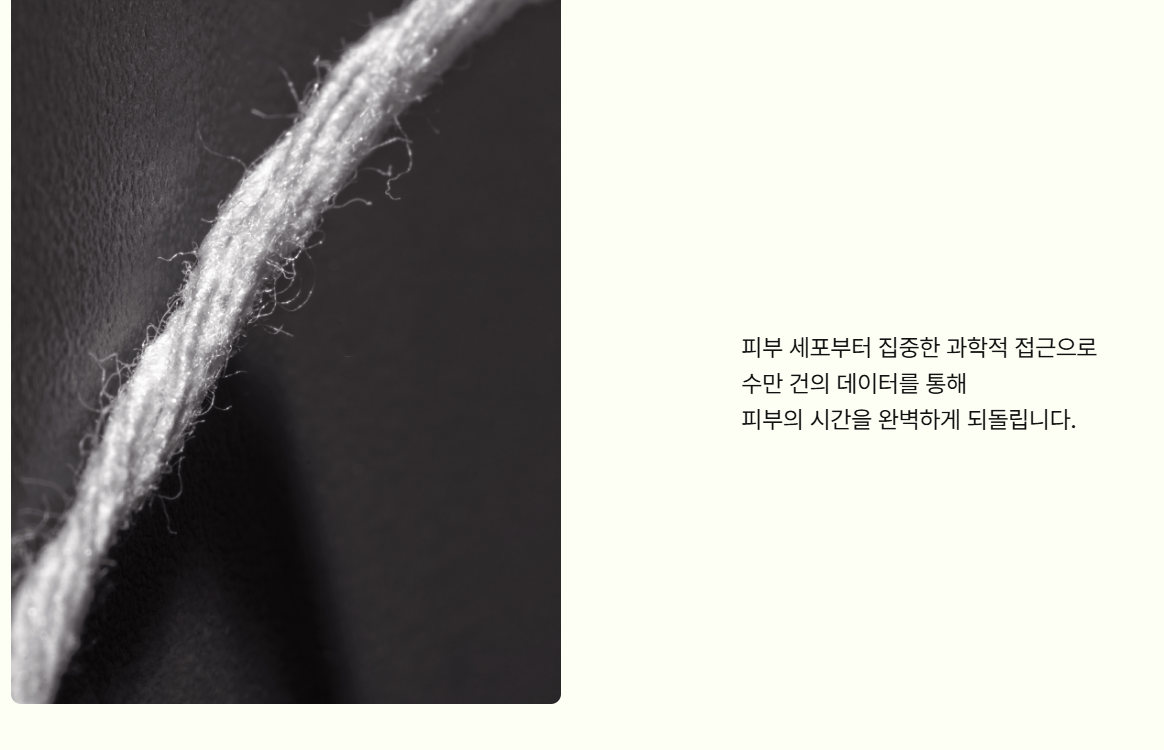 피부 세포부터 집중한 과학적 접근으로
수만 건의 데이터를 통해
피부의 시간을 완벽하게 되돌립니다.